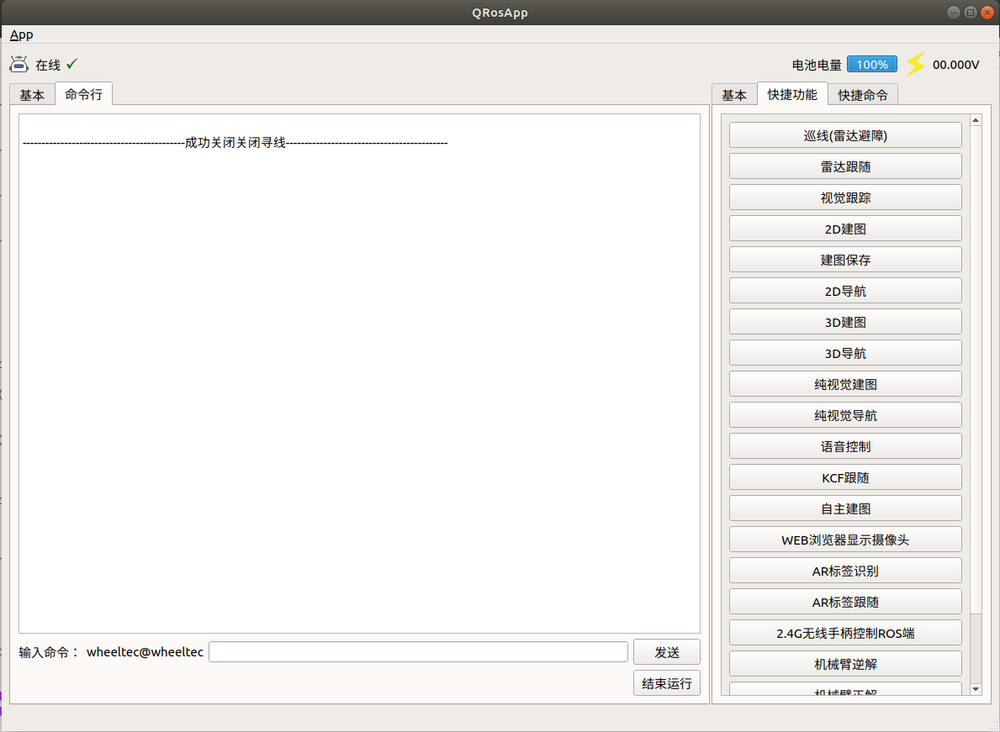 QRosApp
App
在线
电池电量 100% 00.000V
基本 命令行
基本 快捷功能 快捷命令
------------------------------------------成功关闭关闭寻线------------------------------------------
输入命令： wheeltec@wheeltec
发送
结束运行
巡线(雷达避障)
雷达跟随
视觉跟踪
2D建图
建图保存
2D导航
3D建图
3D导航
纯视觉建图
纯视觉导航
语音控制
KCF跟随
自主建图
WEB浏览器显示摄像头
AR标签识别
AR标签跟随
2.4G无线手柄控制ROS端
机械臂逆解
机械臂正解